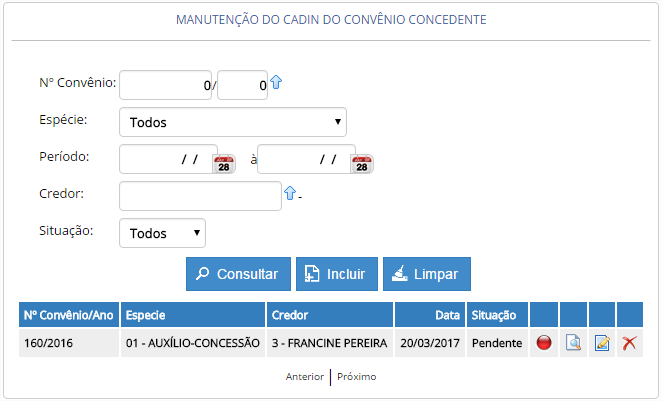 MANUTENÇÃO DO CADIN DO CONVÊNIO CONCEDENTE
Nº Convênio: 0/ 0
Espécie: Todos
Período: / / 28 à / / 28
Credor: -
Situação: Todos
Consultar Incluir Limpar
Nº Convênio/Ano Especie Credor Data Situação
160/2016 01 - AUXÍLIO-CONCESSÃO 3 - FRANCINE PEREIRA 20/03/2017 Pendente
Anterior Próximo